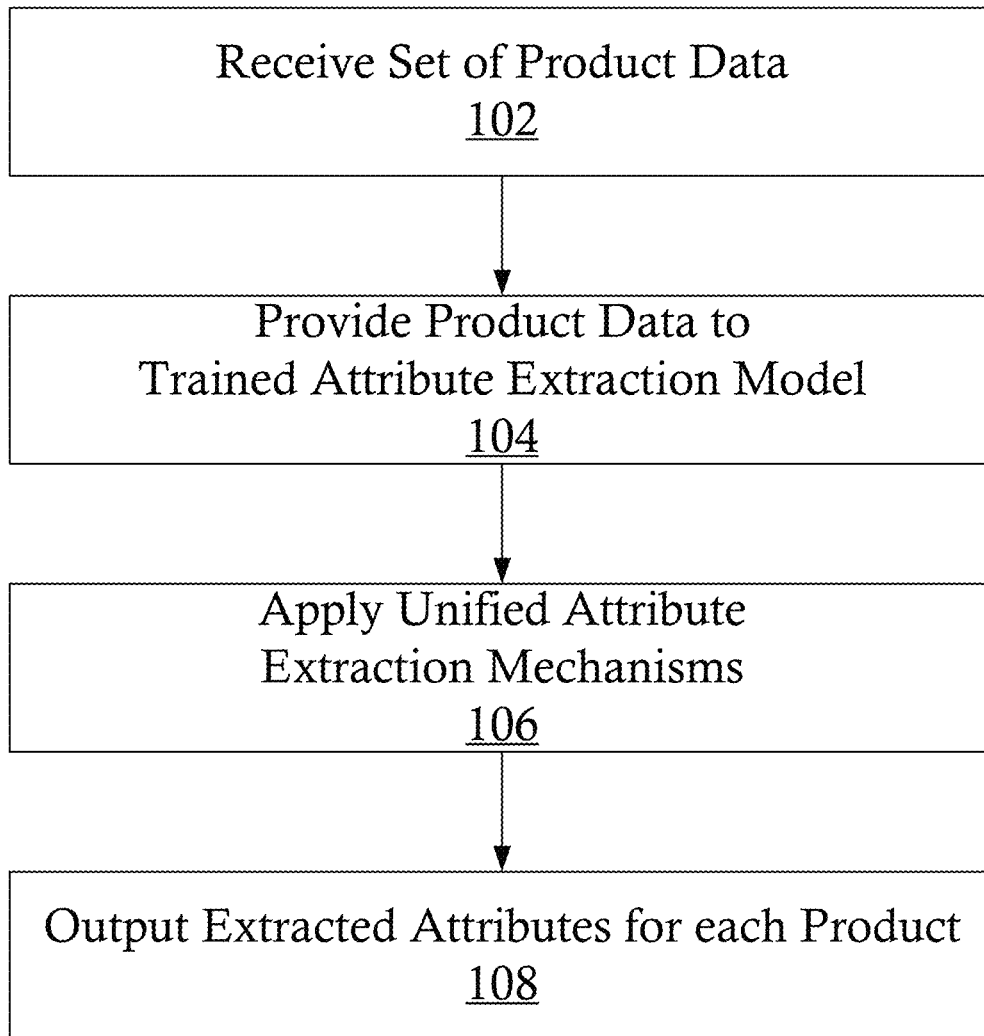 Receive Set of Product Data
102
Provide Product Data to
Trained Attribute Extraction Model
104
Apply Unified Attribute
Extraction Mechanisms
106
Output Extracted Attributes for each Product
108